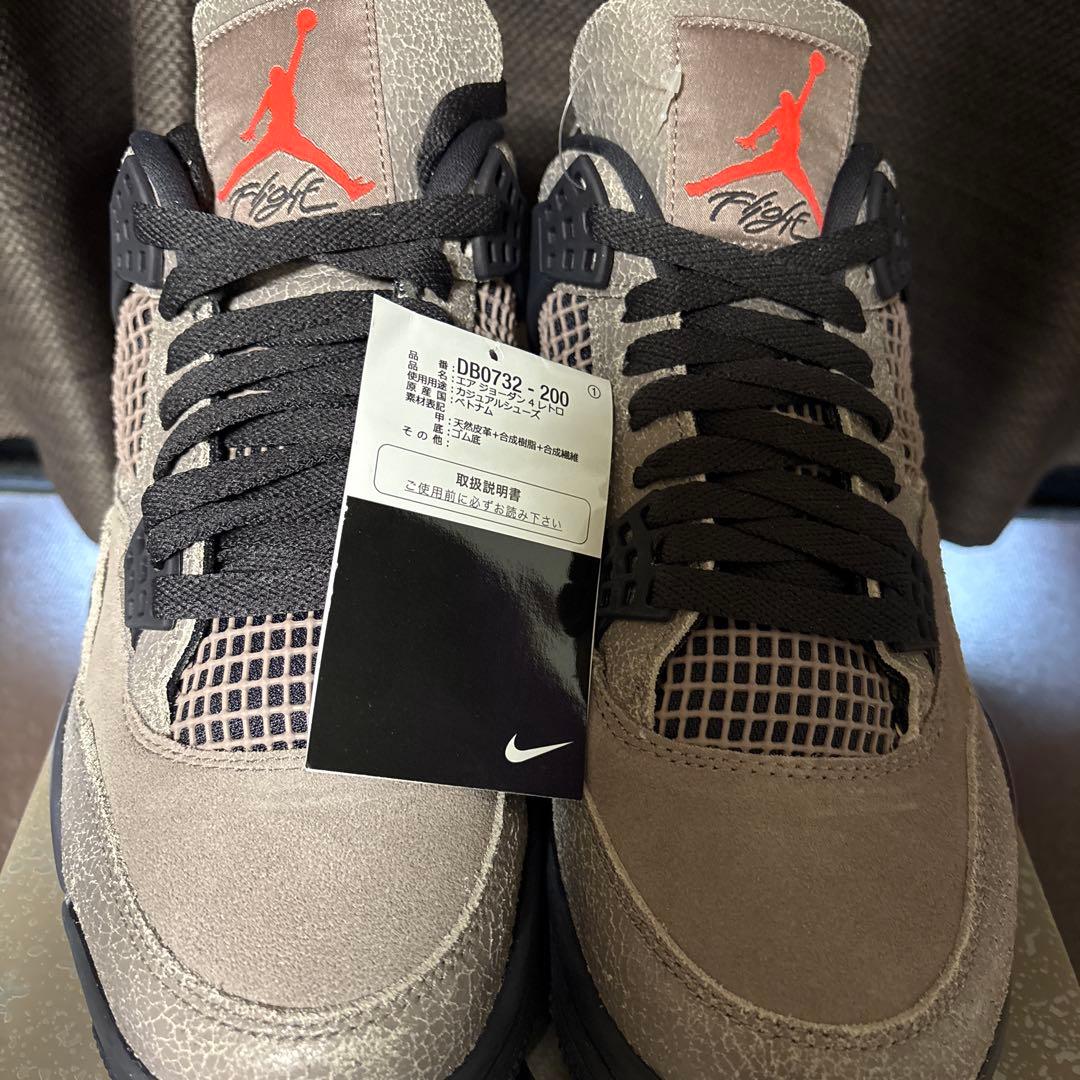 Flight
Flight
品 番:DB0732 - 200 ①
品 名:エア ジョーダン 4 レトロ
使用用途:カジュアルシューズ
原 産 国:ベトナム
素材表記:
甲:天然皮革+合成樹脂+合成繊維
底:ゴム底
そ の 他:
取扱説明書
ご使用前に必ずお読み下さい